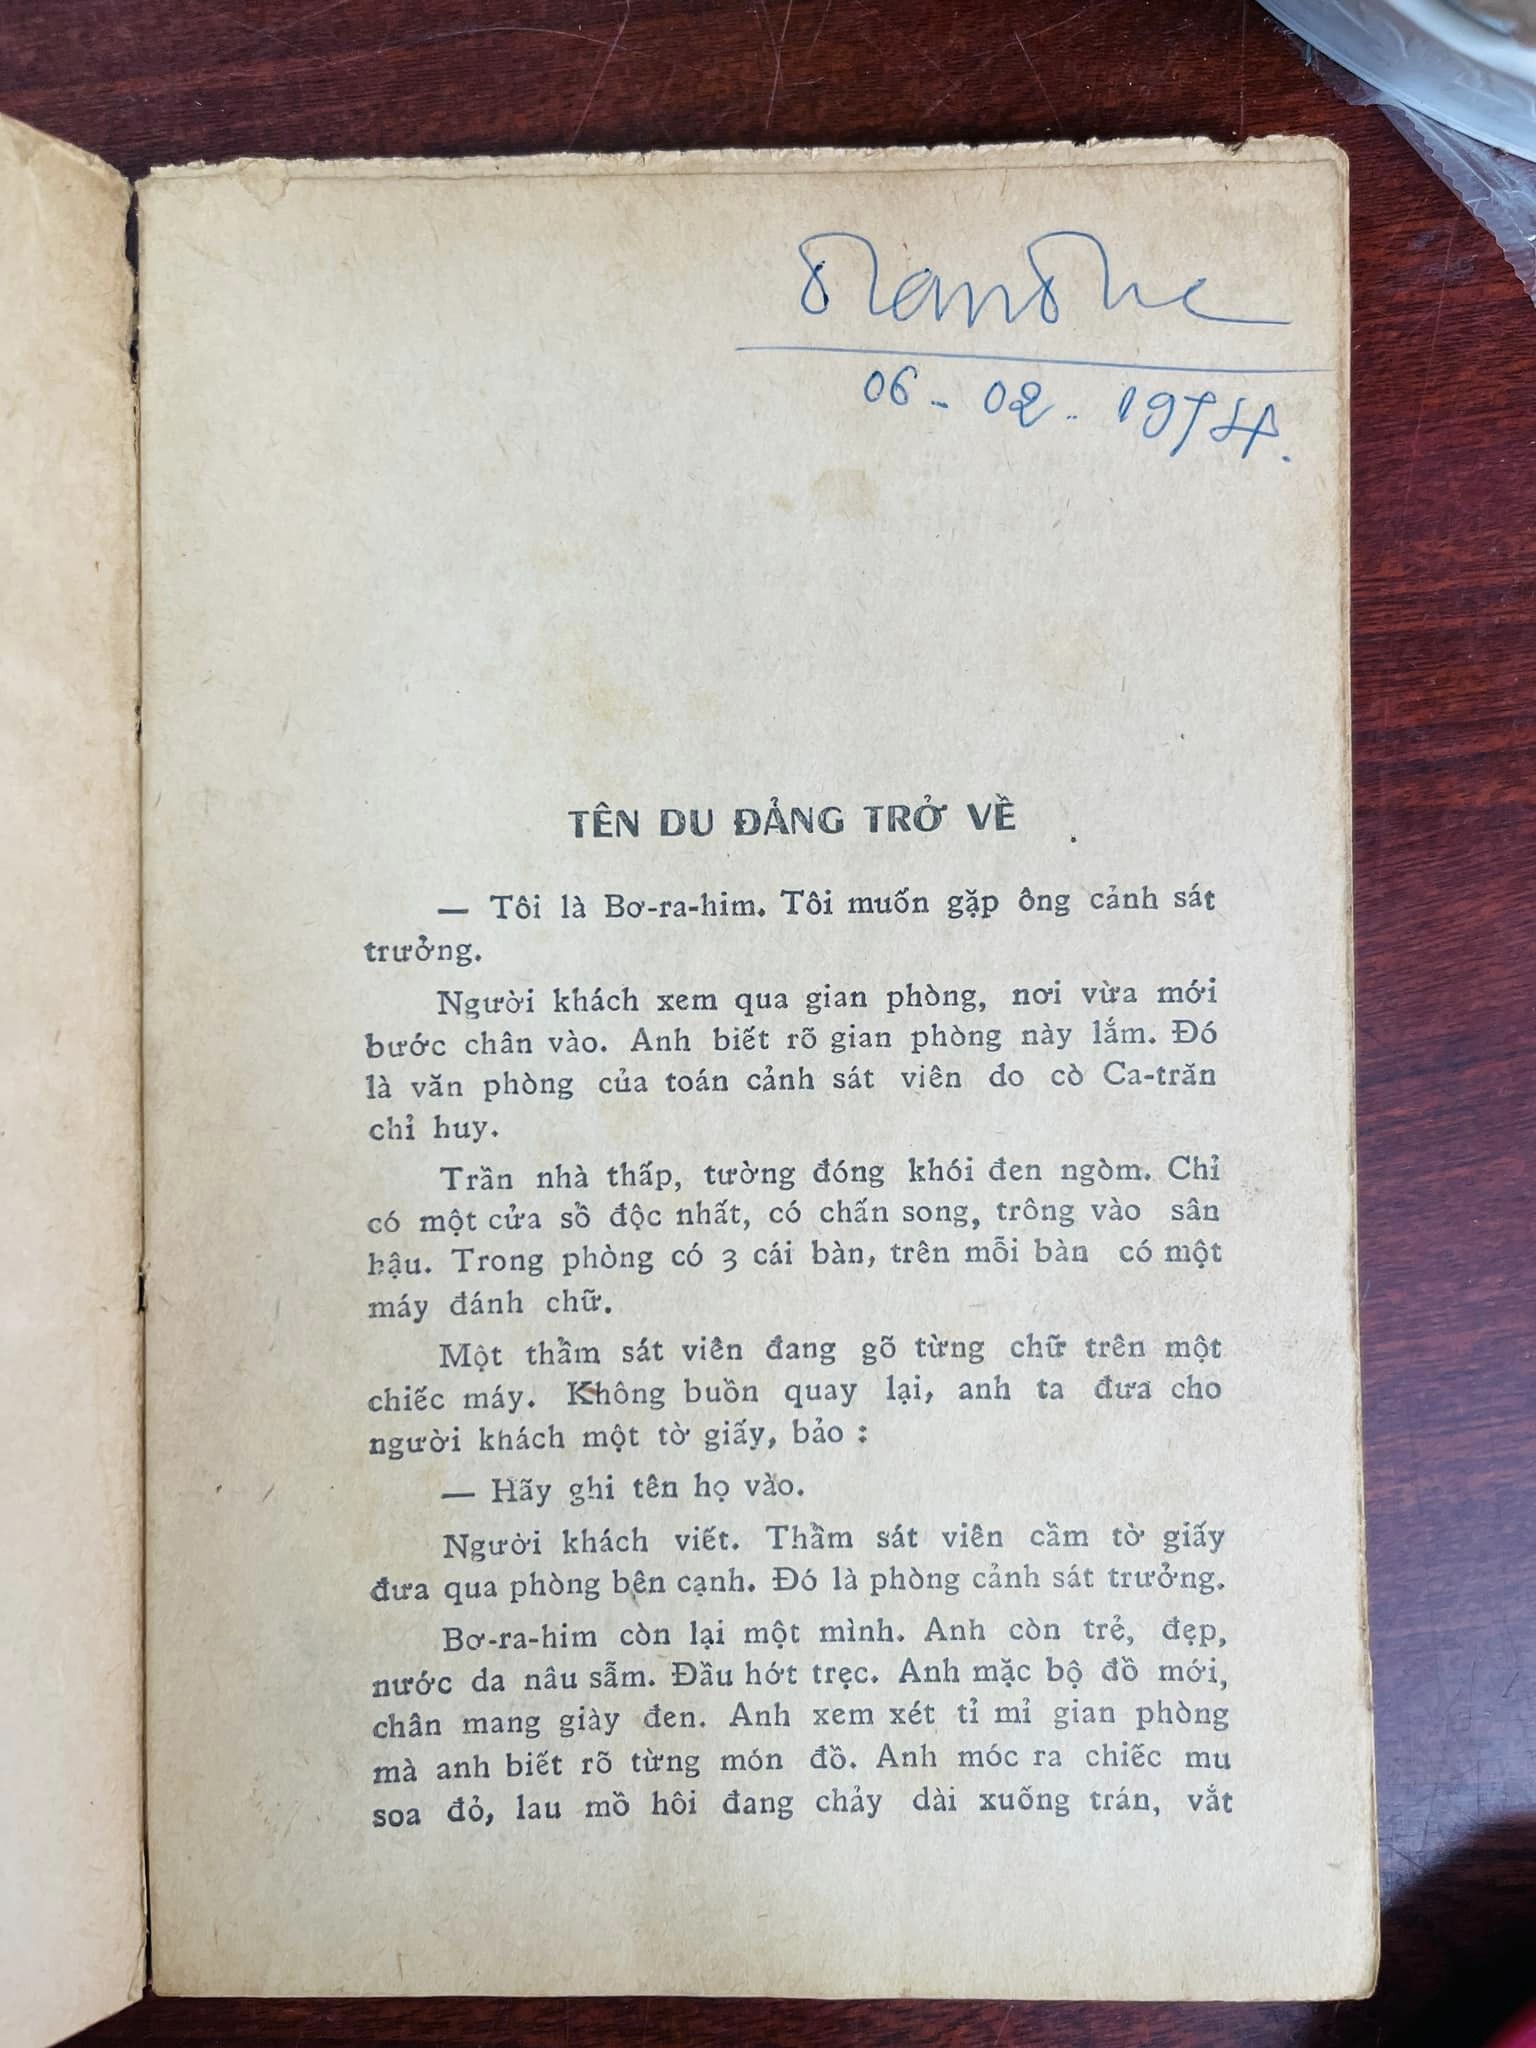 06 - 02 - 1974.
TÊN DU ĐẢNG TRỞ VỀ
— Tôi là Bơ-ra-him. Tôi muốn gặp ông cảnh sát
trưởng.
Người khách xem qua gian phòng, nơi vừa mới
bước chân vào. Anh biết rõ gian phòng này lắm. Đó
là văn phòng của toán cảnh sát viên do cò Ca-trăn
chỉ huy.
Trần nhà thấp, tường đóng khói đen ngòm. Chỉ
có một cửa sổ độc nhất, có chấn song, trông vào sân
hậu. Trong phòng có 3 cái bàn, trên mỗi bàn có một
máy đánh chữ.
Một thẩm sát viên đang gõ từng chữ trên một
chiếc máy. Không buồn quay lại, anh ta đưa cho
người khách một tờ giấy, bảo :
— Hãy ghi tên họ vào.
Người khách viết. Thẩm sát viên cầm tờ giấy
đưa qua phòng bên cạnh. Đó là phòng cảnh sát trưởng.
Bơ-ra-him còn lại một mình. Anh còn trẻ, đẹp,
nước da nâu sẫm. Đầu hớt trẹc. Anh mặc bộ đồ mới,
chân mang giày đen. Anh xem xét tỉ mỉ gian phòng
mà anh biết rõ từng món đồ. Anh móc ra chiếc mu
soa đỏ, lau mồ hôi đang chảy dài xuống trán, vắt